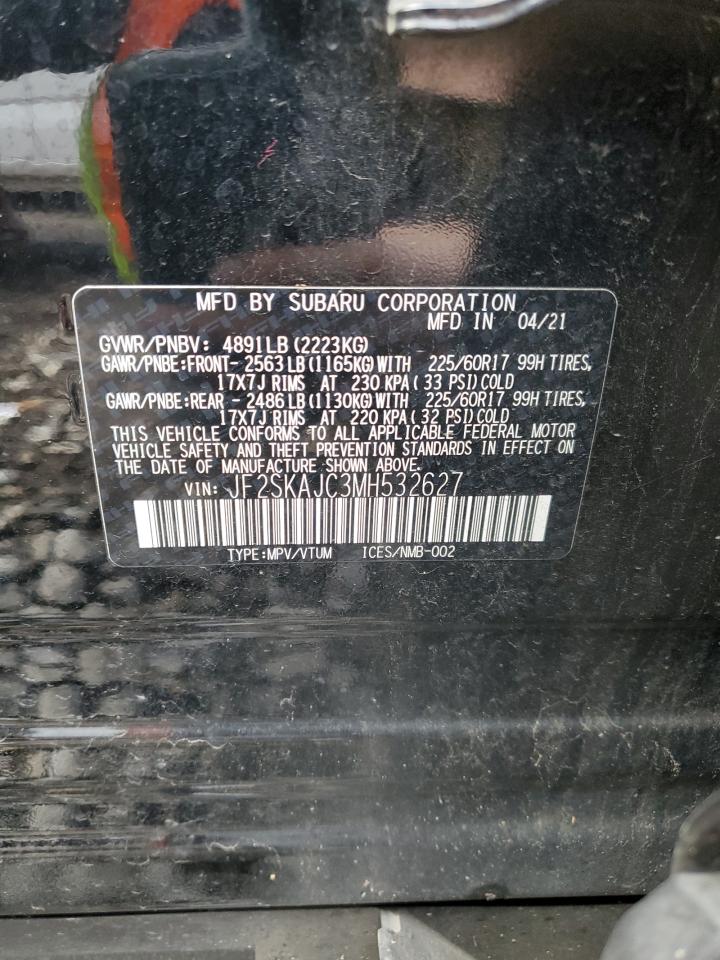 MFD BY SUBARU CORPORATION
MFD IN 04/21
GVWR/PNBV: 4891LB (2223KG)
GAWR/PNBE:FRONT- 2563LB (1165KG)WITH 225/60R17 99H TIRES,
17X7J RIMS AT 230 KPA (33 PSI)COLD
GAWR/PNBE:REAR - 2486LB (1130KG)WITH 225/60R17 99H TIRES,
17X7J RIMS AT 220 KPA (32 PSI)COLD
THIS VEHICLE CONFORMS TO ALL APPLICABLE FEDERAL MOTOR
VEHICLE SAFETY AND THEFT PREVENTION STANDARDS IN EFFECT ON
THE DATE OF MANUFACTURE SHOWN ABOVE.
VIN: JF2SKAJC3MH532627
TYPE:MPV/VTUM ICES/NMB-002